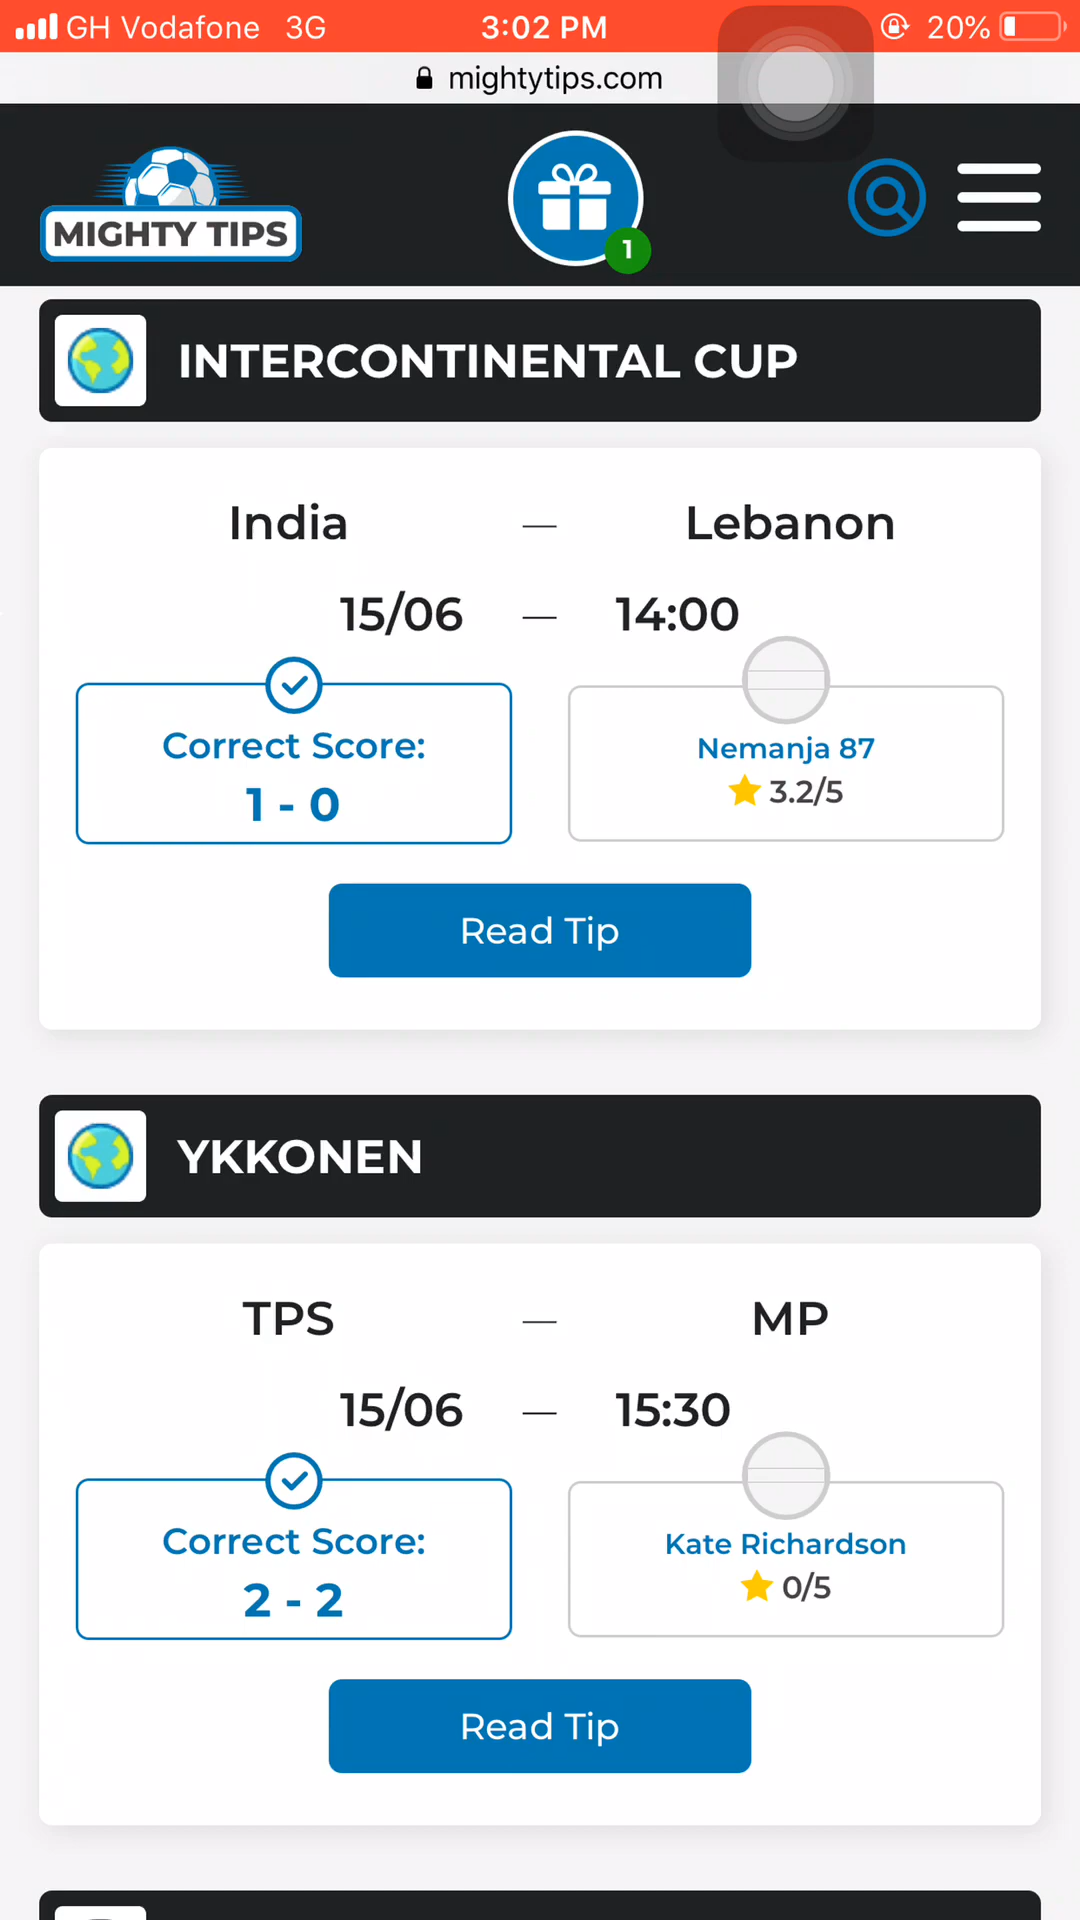 GH Vodafone 3G 3:02 PM 20%
mightytips.com
MIGHTY TIPS
1
INTERCONTINENTAL CUP
India — Lebanon
15/06 — 14:00
Correct Score:
1 - 0
Nemanja 87
3.2/5
Read Tip
YKKONEN
TPS — MP
15/06 — 15:30
Correct Score:
2 - 2
Kate Richardson
0/5
Read Tip